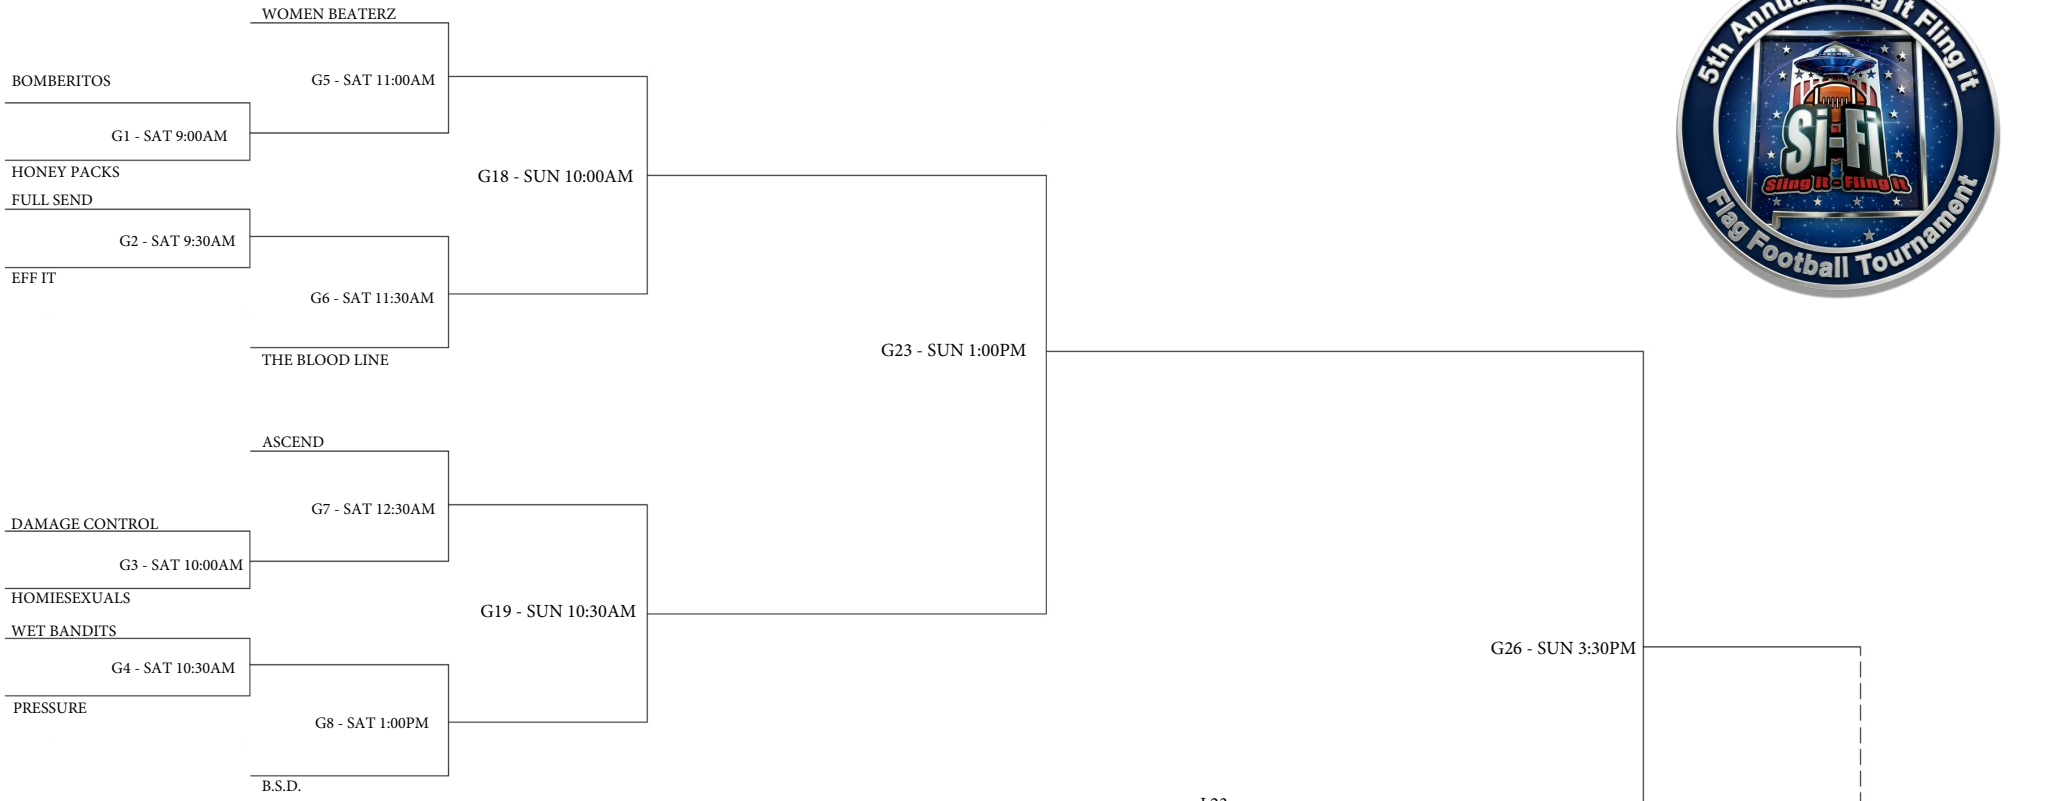 WOMEN BEATERZ
BOMBERITOS
G5 - SAT 11:00AM
G1 - SAT 9:00AM
HONEY PACKS
G18 - SUN 10:00AM
FULL SEND
G2 - SAT 9:30AM
EFF IT
G6 - SAT 11:30AM
THE BLOOD LINE
G23 - SUN 1:00PM
ASCEND
G7 - SAT 12:30AM
DAMAGE CONTROL
G3 - SAT 10:00AM
HOMIESEXUALS
G19 - SUN 10:30AM
WET BANDITS
G4 - SAT 10:30AM
PRESSURE
G8 - SAT 1:00PM
B.S.D.
G26 - SUN 3:30PM
5th Annual Sling it Fling it
Si-Fi
Sling it - Fling it
Flag Football Tournament